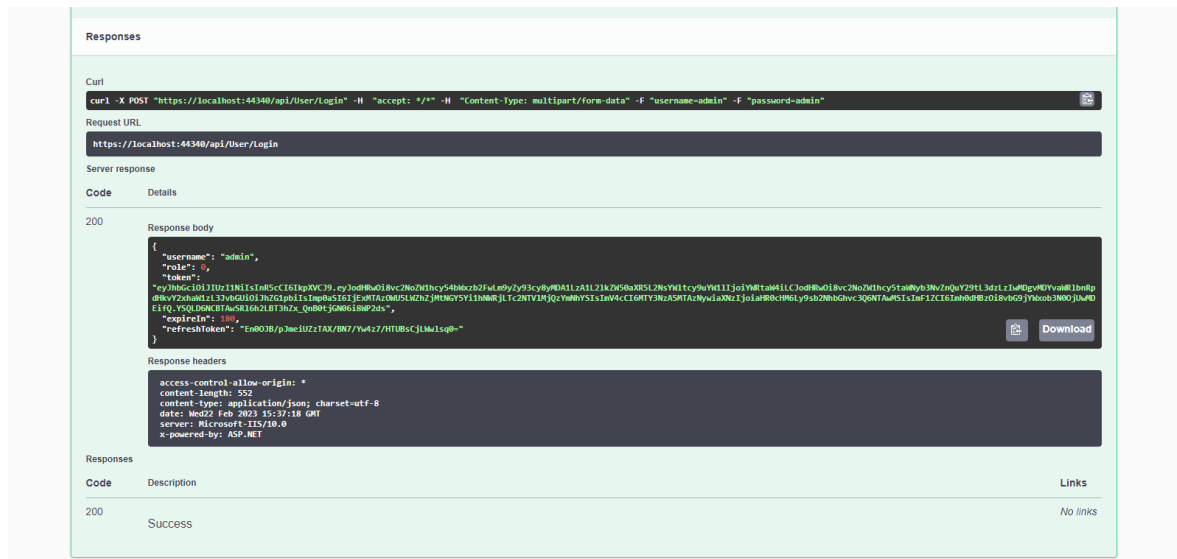 Responses
Curl
curl -X POST "https://localhost:44340/api/User/Login" -H  "accept: */*" -H  "Content-Type: multipart/form-data" -F "username=admin" -F "password=admin"
Request URL
https://localhost:44340/api/User/Login
Server response
Code Details
200
Response body
{
"username": "admin",
"role": 0,
"token":
"expireIn": 180,
}
Download
Response headers
access-control-allow-origin: *
content-length: 552
content-type: application/json; charset=utf-8
date: Wed22 Feb 2023 15:37:18 GMT
server: Microsoft-IIS/10.0
x-powered-by: ASP.NET
Responses
Code Description Links
200 No links
Success